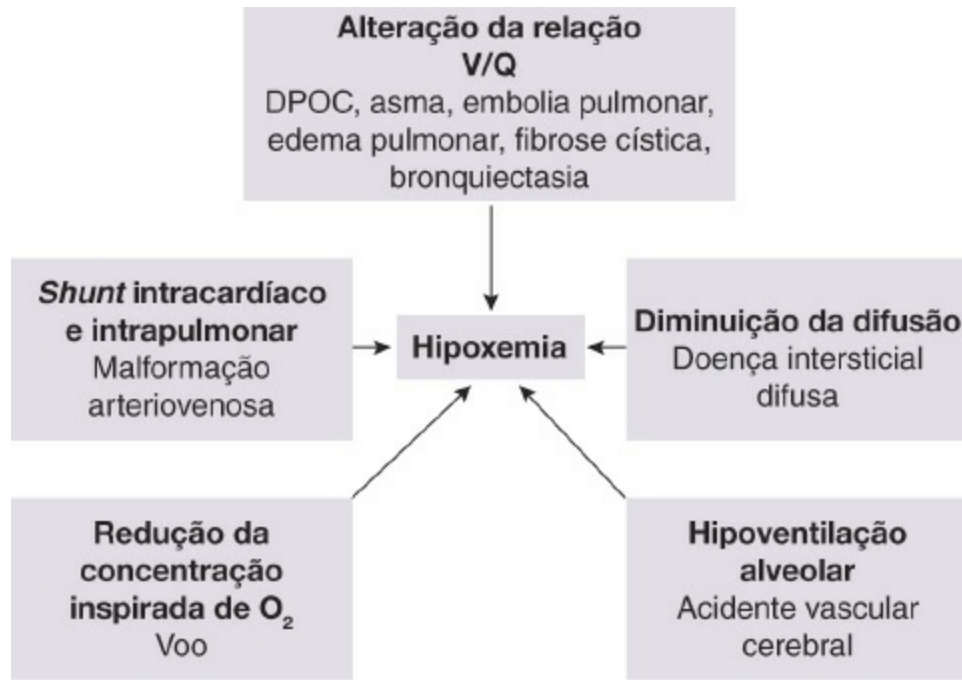 Alteração da relação
V/Q
DPOC, asma, embolia pulmonar,
edema pulmonar, fibrose cística,
bronquiectasia
Shunt intracardíaco
e intrapulmonar
Malformação
arteriovenosa
Hipoxemia
Diminuição da difusão
Doença intersticial
difusa
Redução da
concentração
inspirada de O₂
Voo
Hipoventilação
alveolar
Acidente vascular
cerebral